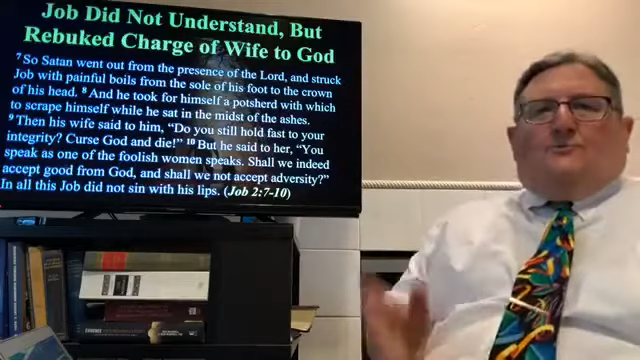 Job Did Not Understand, But
Rebuked Charge of Wife to God
7 So Satan went out from the presence of the Lord, and struck
Job with painful boils from the sole of his foot to the crown
of his head. 8 And he took for himself a potsherd with which
to scrape himself while he sat in the midst of the ashes.
9 Then his wife said to him, “Do you still hold fast to your
integrity? Curse God and die!” 10 But he said to her, “You
speak as one of the foolish women speaks. Shall we indeed
accept good from God, and shall we not accept adversity?”
In all this Job did not sin with his lips. (Job 2:7-10)